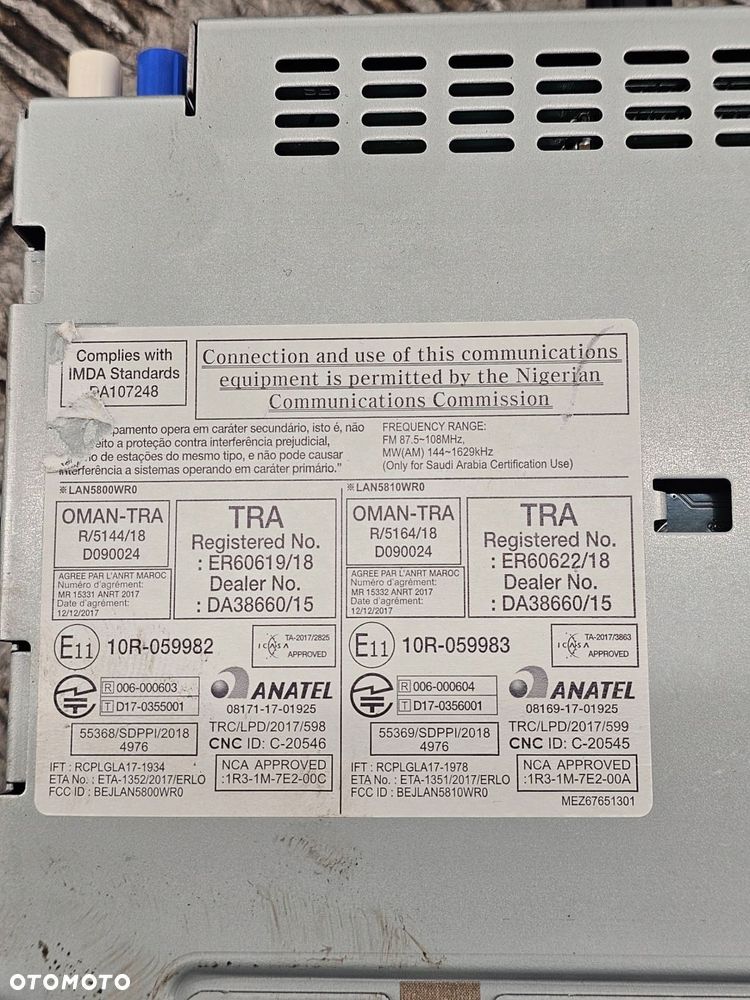 Complies with
iMDA Standards
DA107248
Connection and use of this communications
equipment is permitted by the Nigerian
Communications Commission
pamento opera em caráter secundário, isto é, não
eito a proteção contra interferência prejudicial,
o de estações do mesmo tipo, e não pode causar
interferência a sistemas operando em caráter primário."
FREQUENCY RANGE:
FM 87.5~108MHz,
MW(AM) 144~1629kHz
(Only for Saudi Arabia Certification Use)
※LAN5800WR0
OMAN-TRA
R/5144/18
D090024
TRA
Registered No.
: ER60619/18
Dealer No.
: DA38660/15
AGREE PAR L'ANRT MAROC
Numéro d'agrément:
MR 15331 ANRT 2017
Date d'agrément:
12/12/2017
E11 10R-059982
ICASA
TA-2017/2825
APPROVED
R 006-000603
T D17-0355001
ANATEL
08171-17-01925
55368/SDPPI/2018
4976
TRC/LPD/2017/598
CNC ID: C-20546
IFT : RCPLGLA17-1934
ETA No. : ETA-1352/2017/ERLO
FCC ID : BEJLAN5800WR0
NCA APPROVED
:1R3-1M-7E2-00C
※LAN5810WR0
OMAN-TRA
R/5164/18
D090024
TRA
Registered No.
: ER60622/18
Dealer No.
: DA38660/15
AGREE PAR L'ANRT MAROC
Numéro d'agrément:
MR 15332 ANRT 2017
Date d'agrément:
12/12/2017
E11 10R-059983
ICASA
TA-2017/3863
APPROVED
R 006-000604
T D17-0356001
ANATEL
08169-17-01925
55369/SDPPI/2018
4976
TRC/LPD/2017/599
CNC ID: C-20545
IFT : RCPLGLA17-1978
ETA No. : ETA-1351/2017/ERLO
FCC ID : BEJLAN5810WR0
NCA APPROVED
:1R3-1M-7E2-00A
MEZ67651301
OTOMOTO